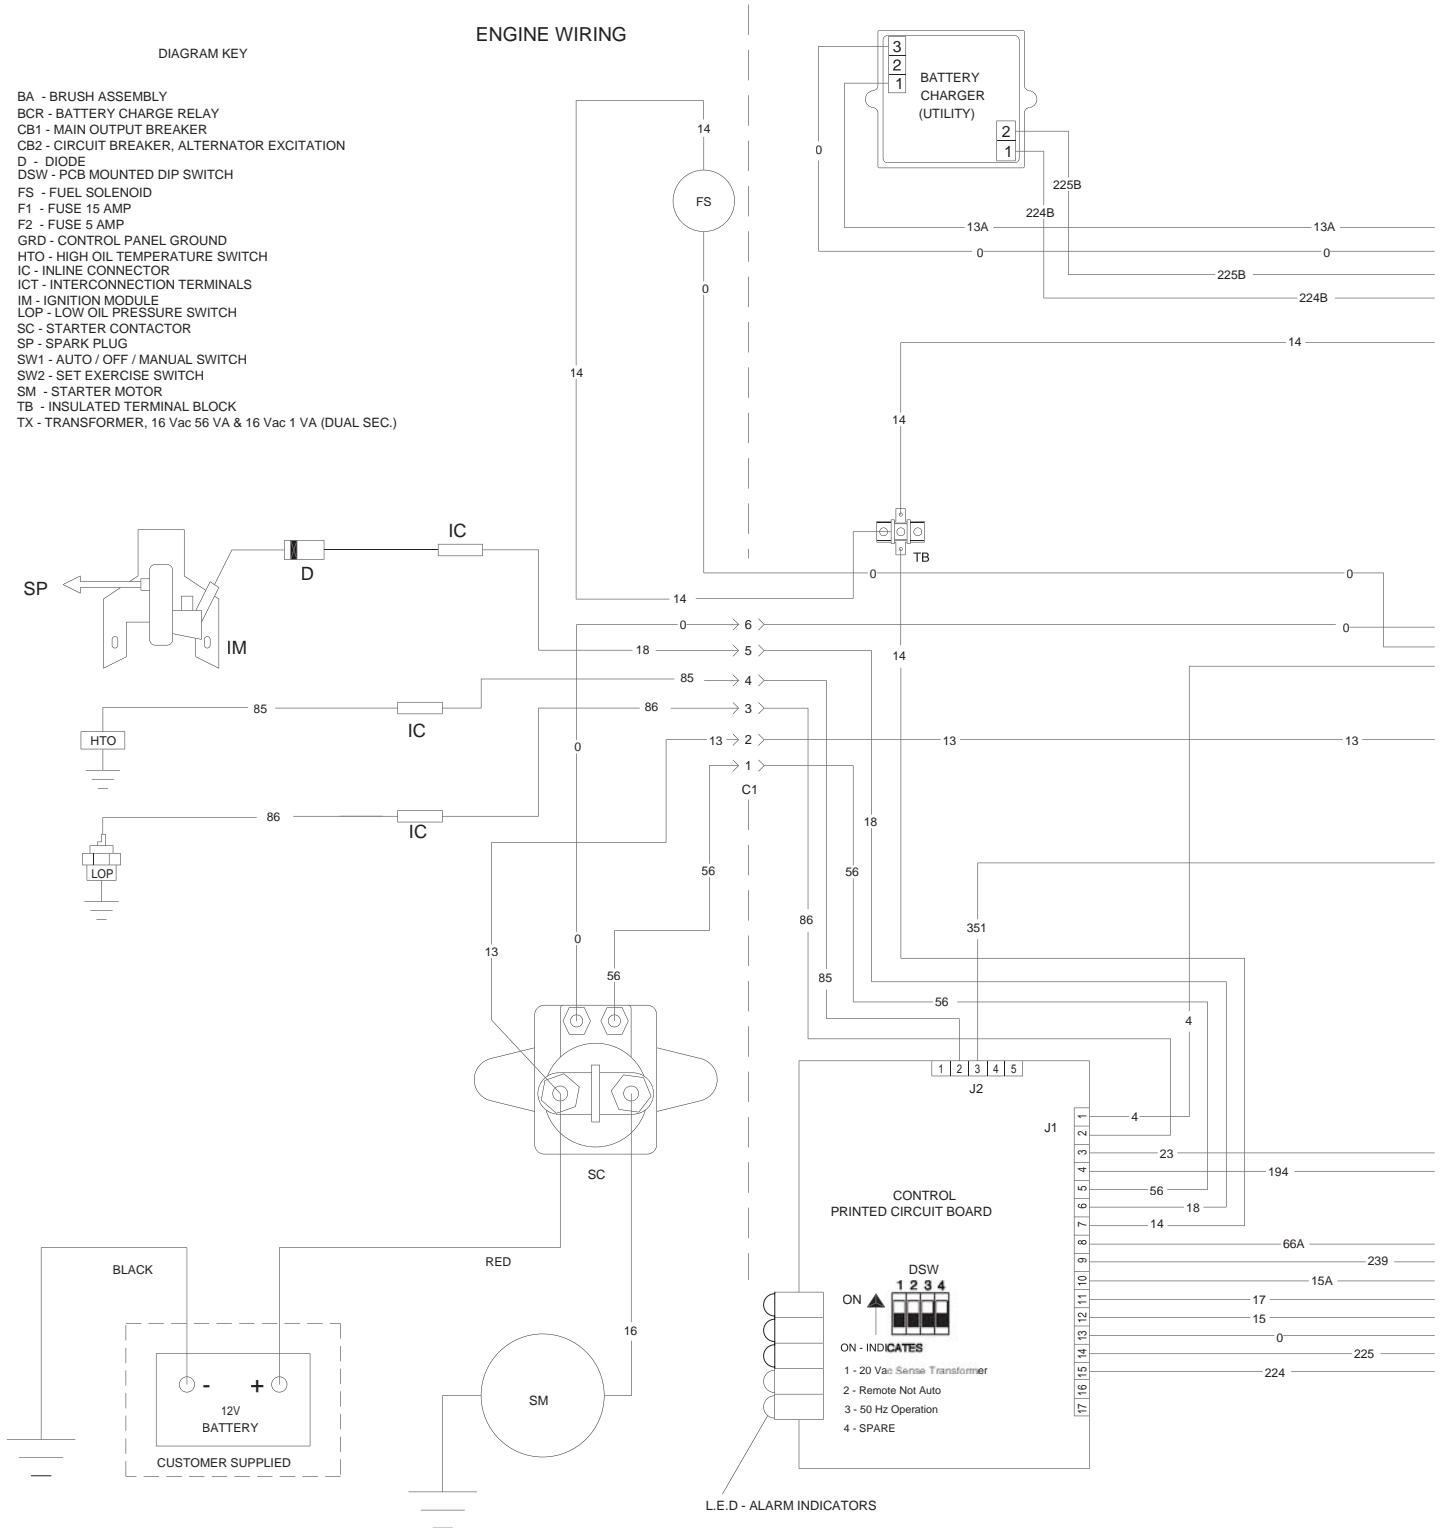 ENGINE WIRING
DIAGRAM KEY
BA - BRUSH ASSEMBLY
BCR - BATTERY CHARGE RELAY
CB1 - MAIN OUTPUT BREAKER
CB2 - CIRCUIT BREAKER, ALTERNATOR EXCITATION
D - DIODE
DSW - PCB MOUNTED DIP SWITCH
FS - FUEL SOLENOID
F1 - FUSE 15 AMP
F2 - FUSE 5 AMP
GRD - CONTROL PANEL GROUND
HTO - HIGH OIL TEMPERATURE SWITCH
IC - INLINE CONNECTOR
ICT - INTERCONNECTION TERMINALS
IM - IGNITION MODULE
LOP - LOW OIL PRESSURE SWITCH
SC - STARTER CONTACTOR
SP - SPARK PLUG
SW1 - AUTO / OFF / MANUAL SWITCH
SW2 - SET EXERCISE SWITCH
SM - STARTER MOTOR
TB - INSULATED TERMINAL BLOCK
TX - TRANSFORMER, 16 Vac 56 VA & 16 Vac 1 VA (DUAL SEC.)
3
2
1
BATTERY
CHARGER
(UTILITY)
2
1
14
0
FS
225B
224B
13A
13A
0
0
225B
224B
0
14
14
14
TB
IC
D
SP
IM
0
0
14
0
6
0
18
5
14
85
4
85
IC
86
3
HTO
0
13
2
13
13
1
C1
86
IC
LOP
18
56
56
86
351
13
0
56
85
56
4
1 2 3 4 5
J2
J1
SC
1
4
2
3
23
4
194
5
56
6
18
7
14
8
66A
9
239
10
15A
11
17
12
15
13
0
14
225
15
224
16
17
CONTROL
PRINTED CIRCUIT BOARD
DSW
1 2 3 4
ON
ON - INDICATES
1 - 20 Vac Sense Transformer
2 - Remote Not Auto
3 - 50 Hz Operation
4 - SPARE
BLACK
RED
16
- +
12V
BATTERY
CUSTOMER SUPPLIED
SM
L.E.D - ALARM INDICATORS